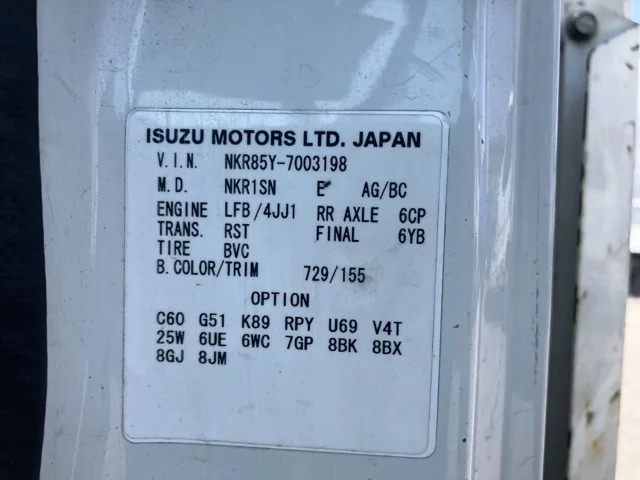 ISUZU MOTORS LTD. JAPAN
V.I.N. NKR85Y-7003198
M.D. NKR1SN E AG/BC
ENGINE LFB/4JJ1 RR AXLE 6CP
TRANS. RST FINAL 6YB
TIRE BVC
B.COLOR/TRIM 729/155
OPTION
C60 G51 K89 RPY U69 V4T
25W 6UE 6WC 7GP 8BK 8BX
8GJ 8JM